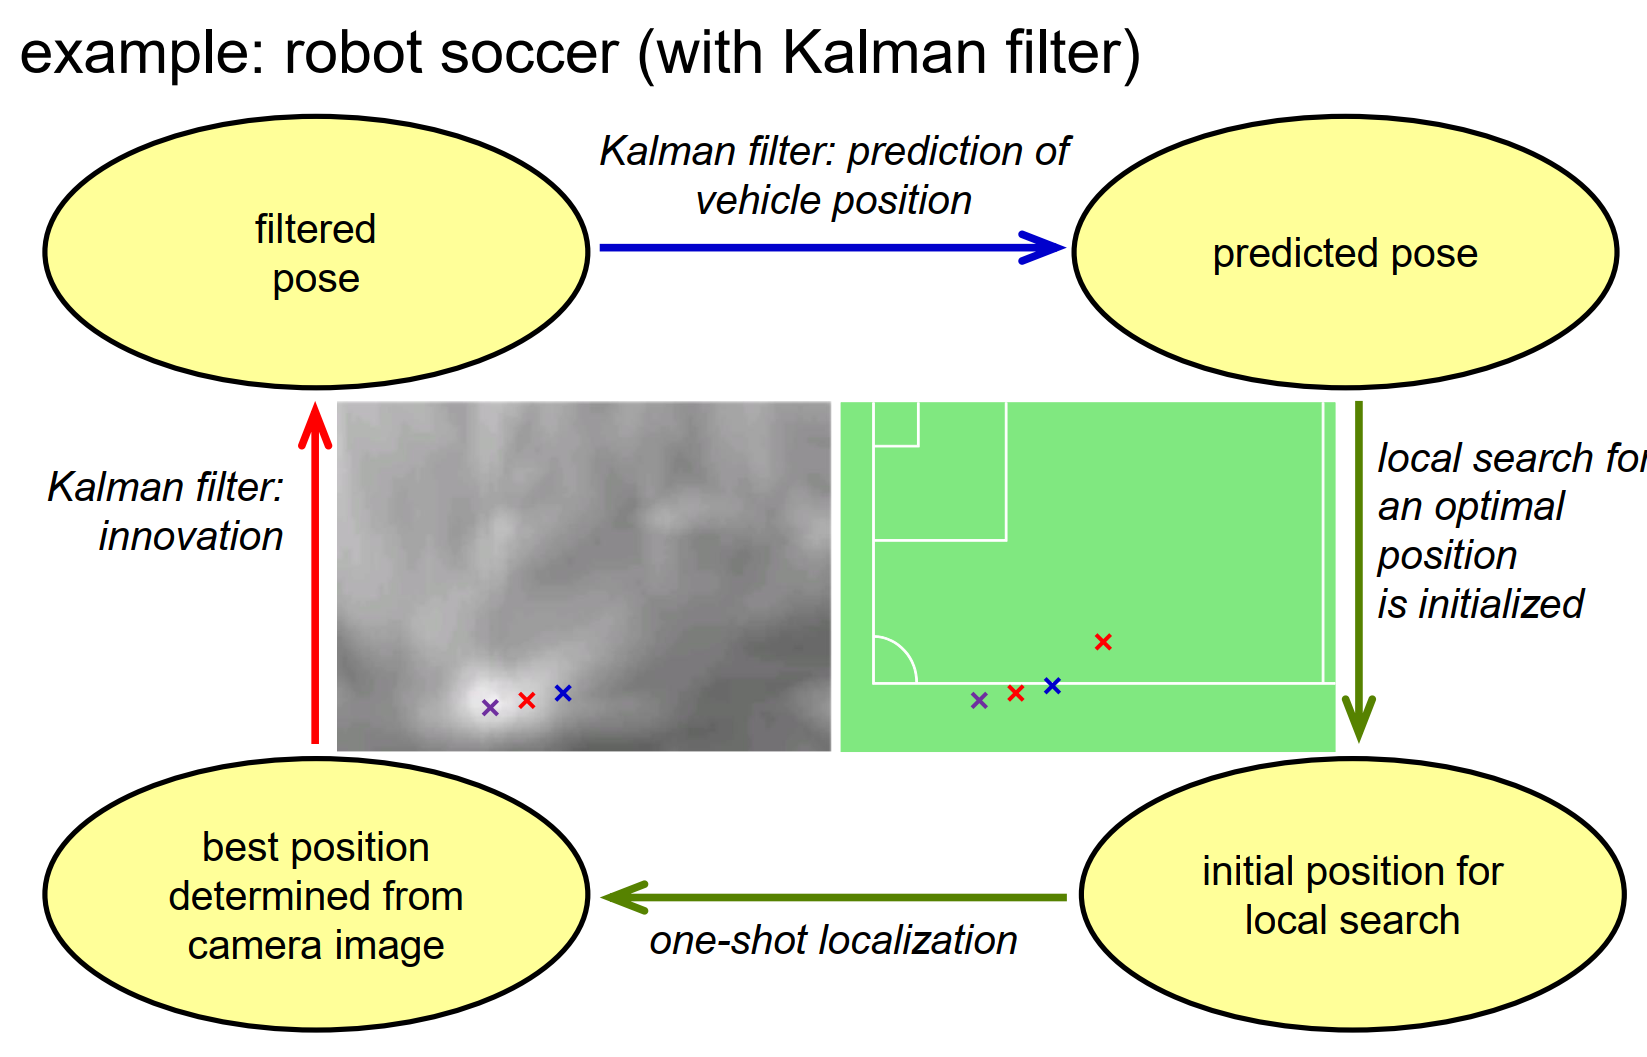 example: robot soccer (with Kalman filter)
Kalman filter: prediction of
vehicle position
filtered
pose
predicted pose
Kalman filter:
innovation
local search for
an optimal
position
is initialized
best position
determined from
camera image
one-shot localization
initial position for
local search